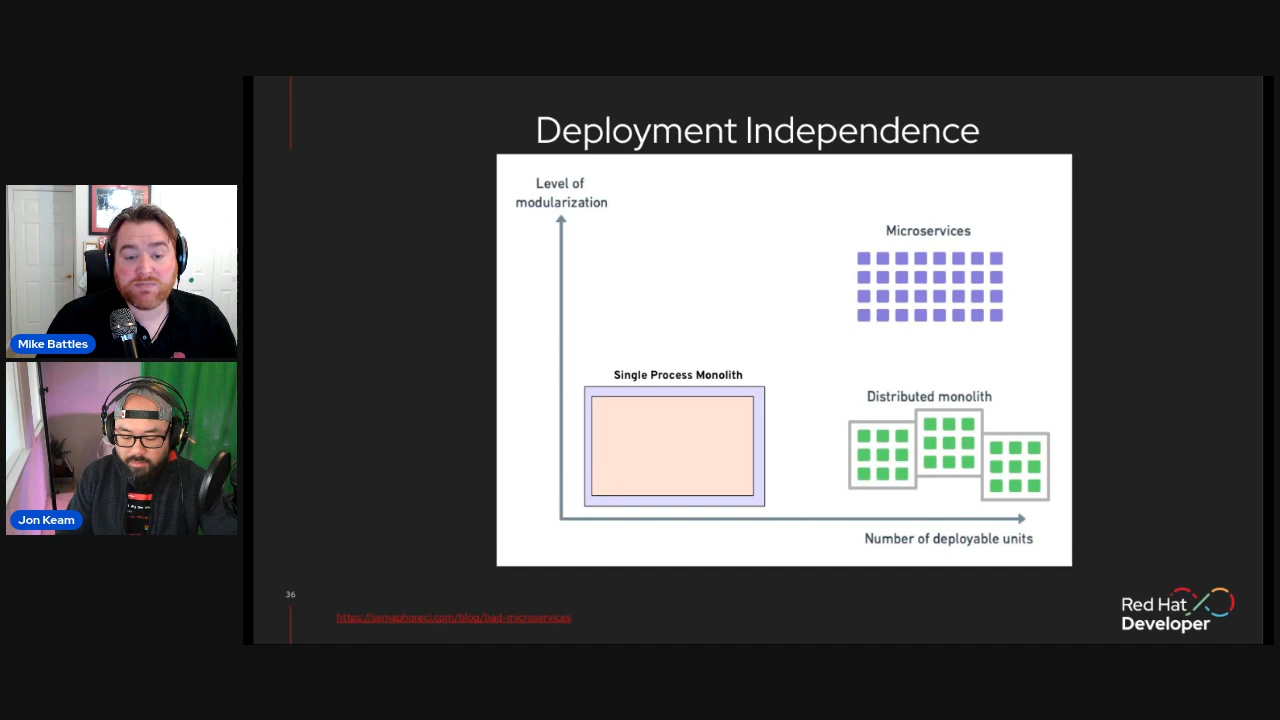 Deployment Independence
Level of
modularization
Microservices
Single Process Monolith
Distributed monolith
Number of deployable units
Mike Battles
Jon Keam
36
https://semaphoreci.com/blog/bad-microservices
Red Hat
Developer